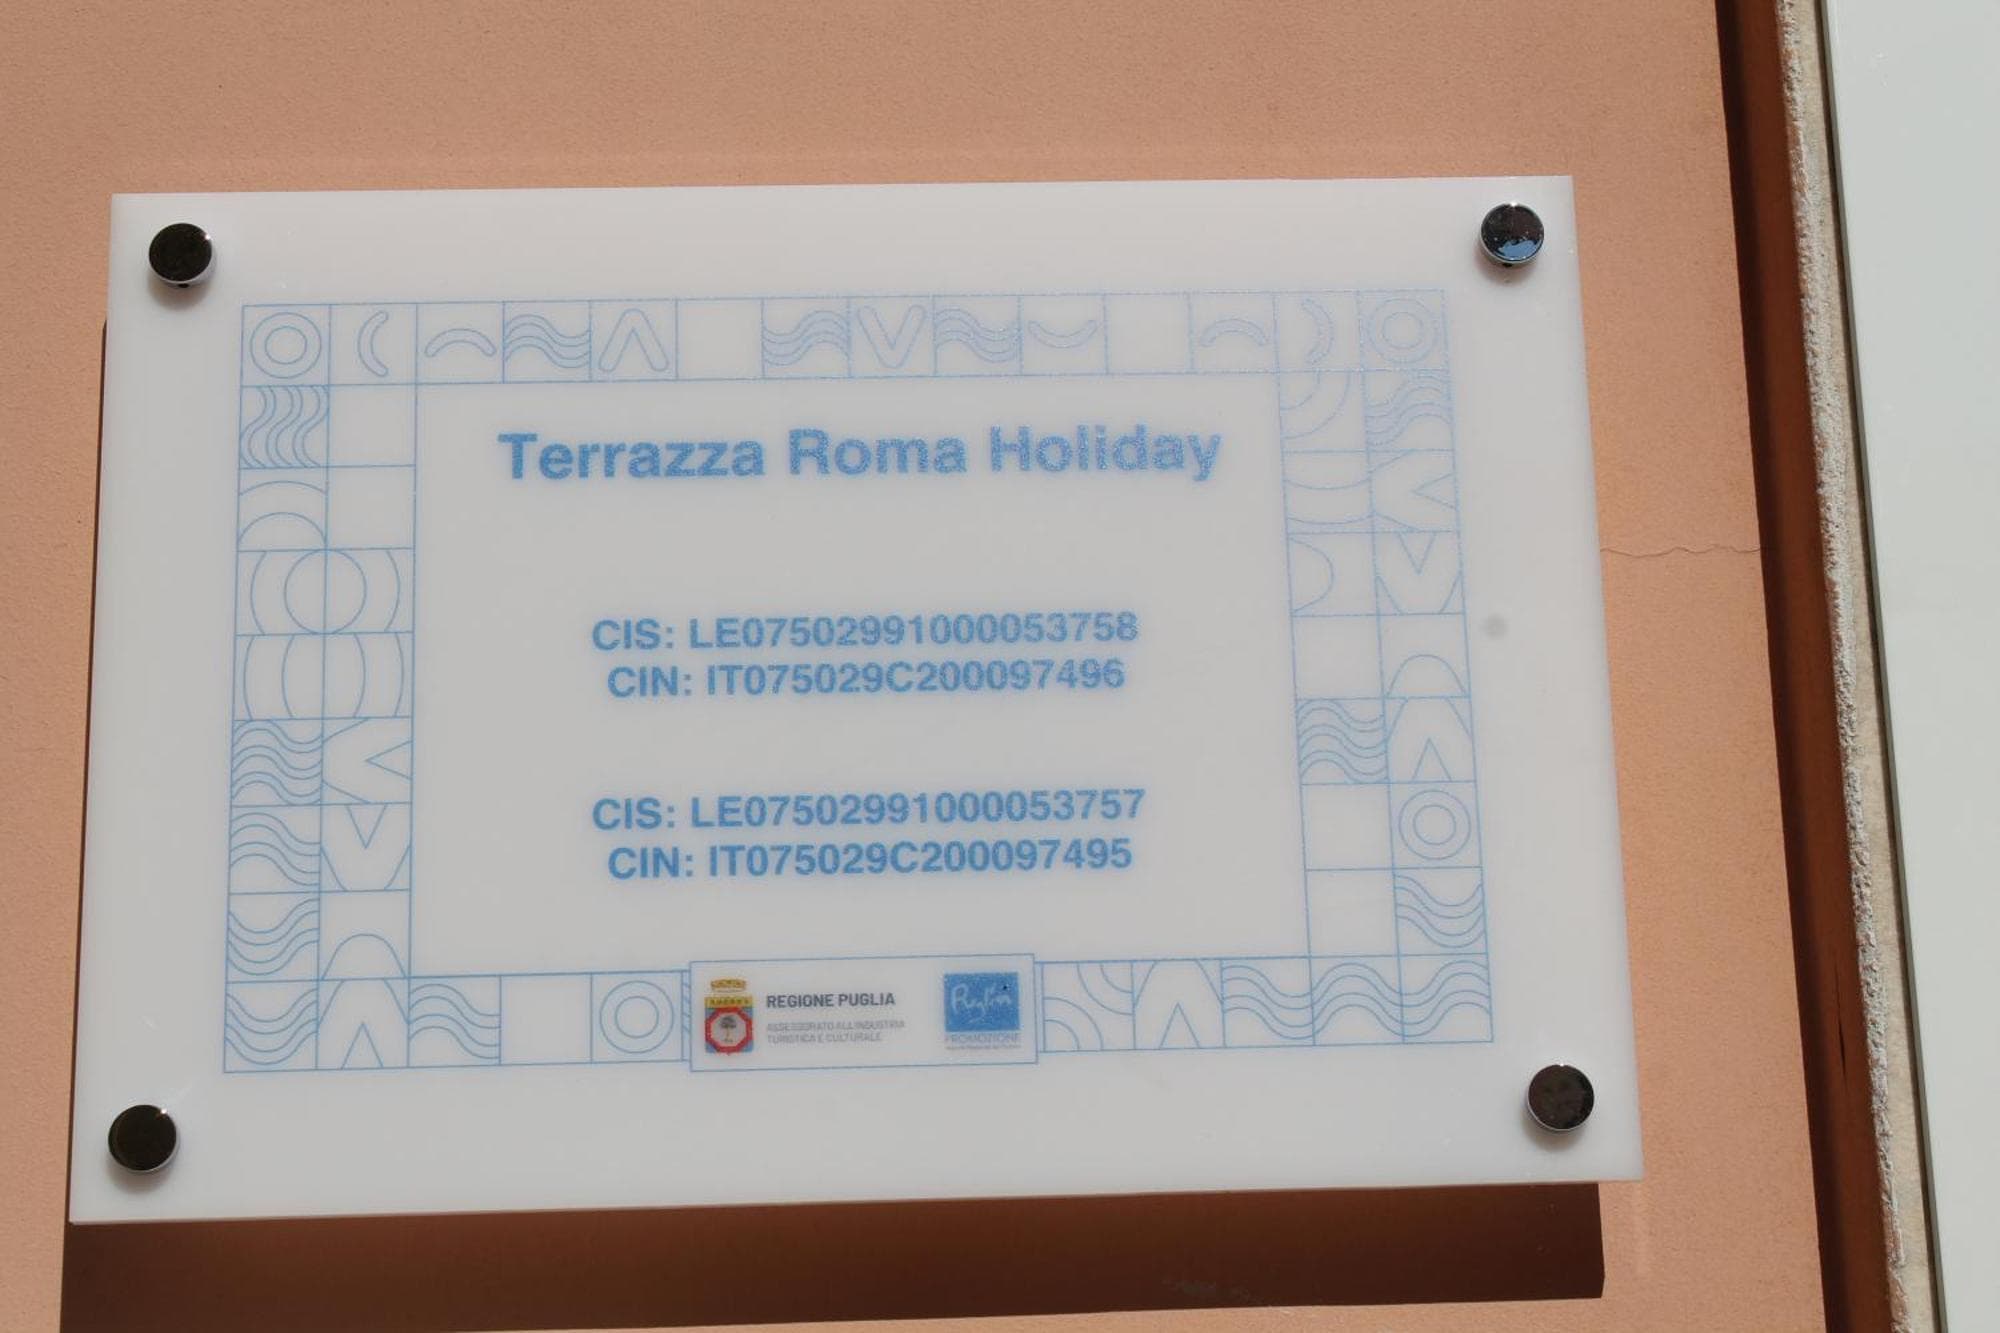 Terrazza Roma Holiday
CIS: LE07502991000053758
CIN: IT075029C200097496
CIS: LE07502991000053757
CIN: IT075029C200097495
REGIONE PUGLIA
ASSESSORATO ALL'INDUSTRIA
TURISTICA E CULTURALE
Puglia
PROMOZIONE